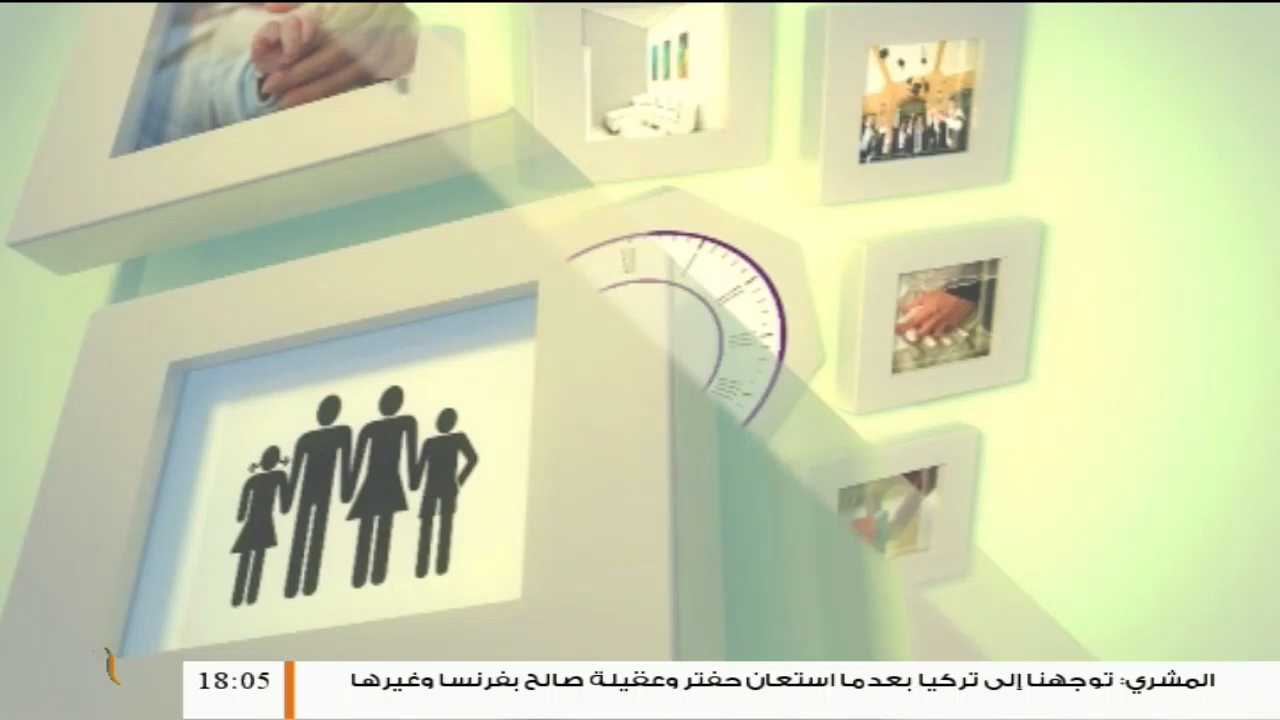 المشري: توجهنا إلى تركيا بعدما استعان حفتر وعقيلة صالح بفرنسا وغيرها
18:05